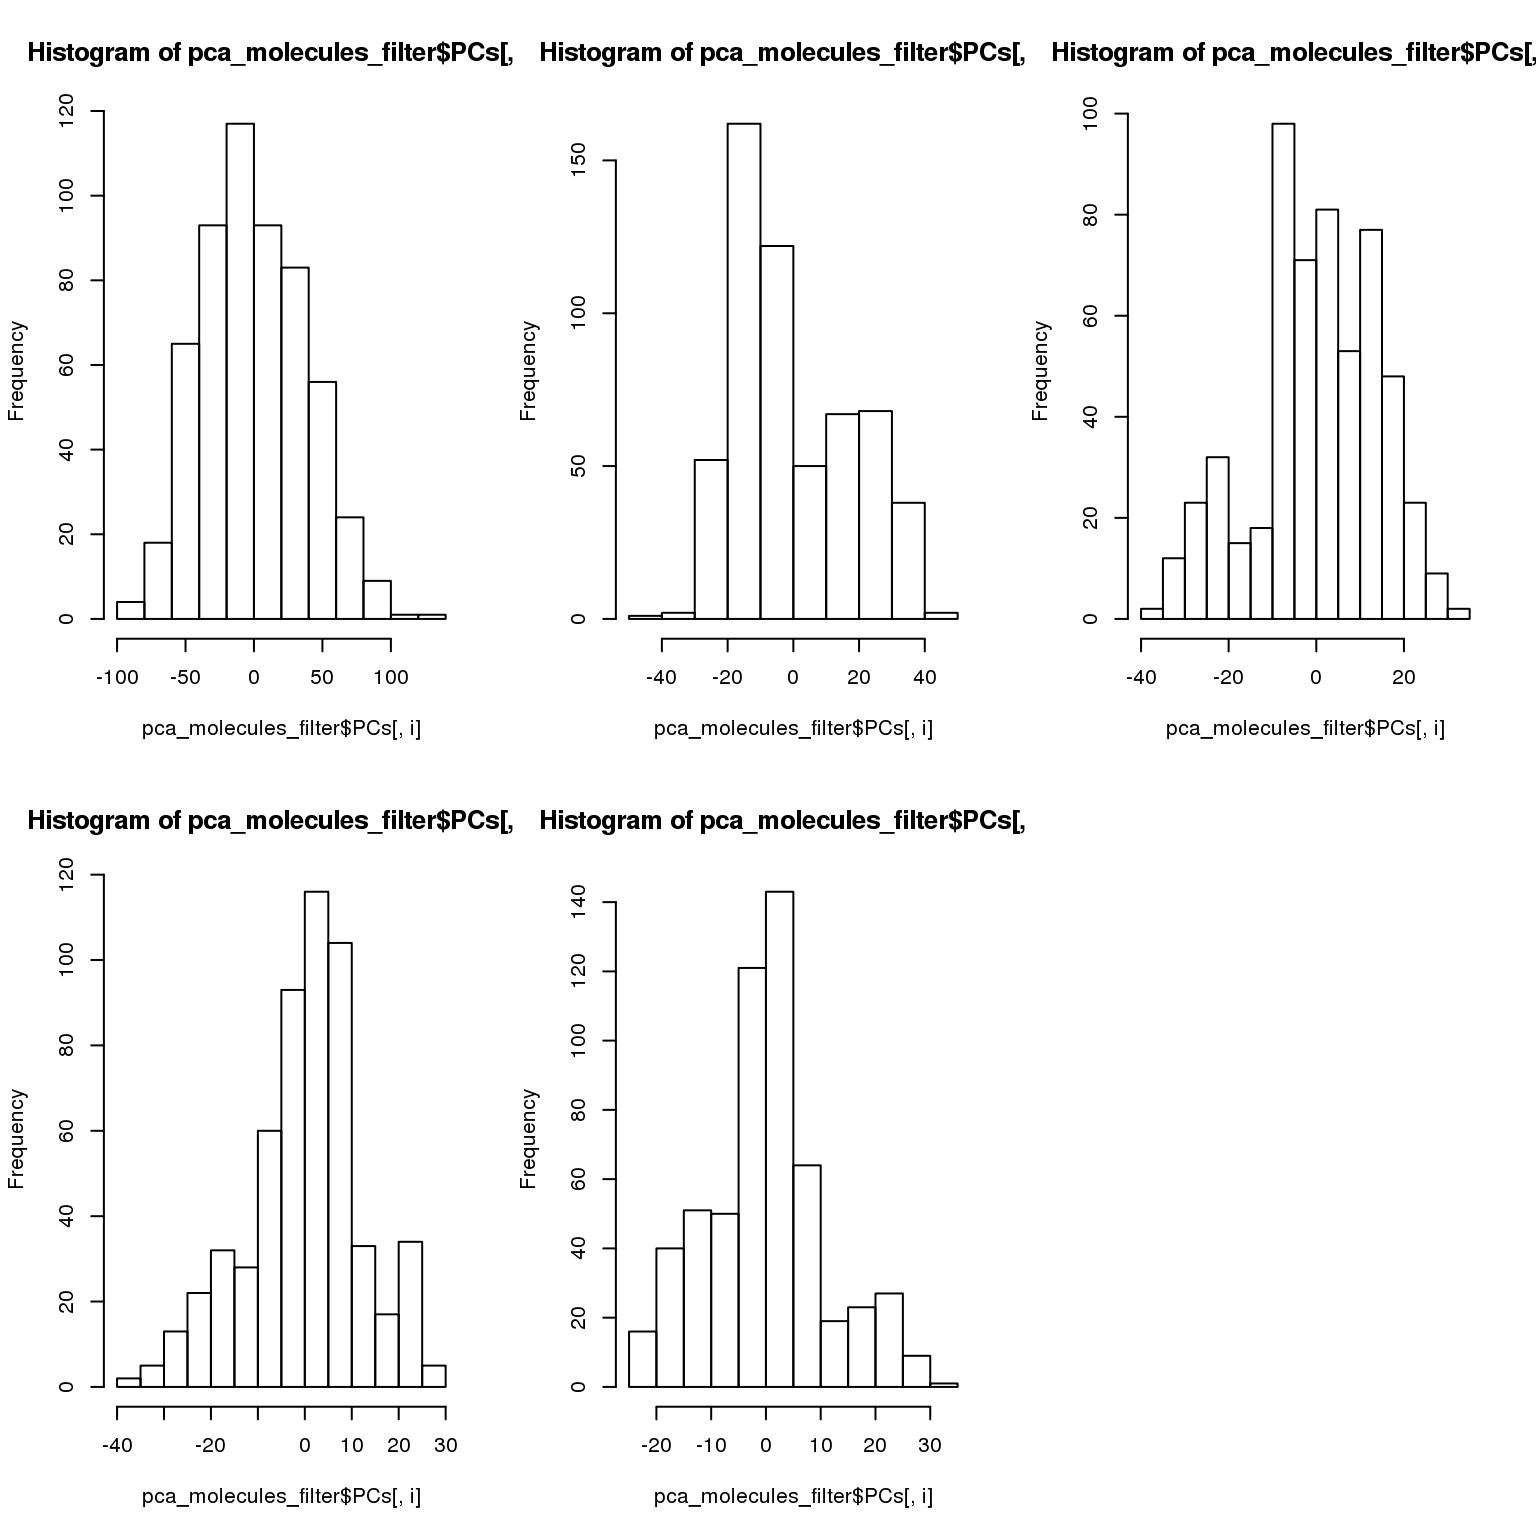 Histogram of pca_molecules_filter$PCs[,
Histogram of pca_molecules_filter$PCs[,
Histogram of pca_molecules_filter$PCs[,
Frequency
0 20 40 60 80 100 120
-100 -50 0 50 100
pca_molecules_filter$PCs[, i]
Frequency
0 50 100 150
-40 -20 0 20 40
pca_molecules_filter$PCs[, i]
Frequency
0 20 40 60 80 100
-40 -20 0 20
pca_molecules_filter$PCs[, i]
Histogram of pca_molecules_filter$PCs[,
Histogram of pca_molecules_filter$PCs[,
Frequency
0 20 40 60 80 100 120
-40 -20 0 10 20 30
pca_molecules_filter$PCs[, i]
Frequency
0 20 40 60 80 100 120 140
-20 -10 0 10 20 30
pca_molecules_filter$PCs[, i]